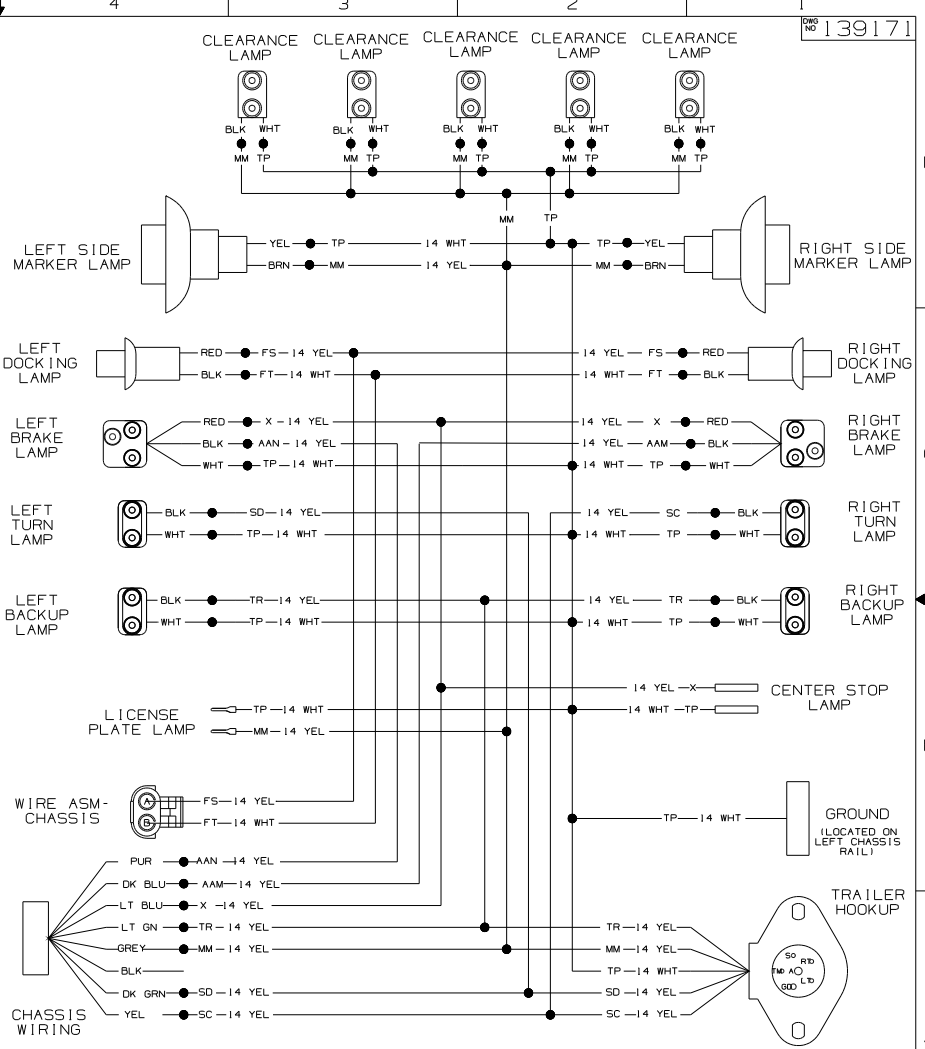 4 3 2 1
DWG NO 139171
CLEARANCE LAMP
CLEARANCE LAMP
CLEARANCE LAMP
CLEARANCE LAMP
CLEARANCE LAMP
BLK WHT BLK WHT BLK WHT BLK WHT BLK WHT
MM TP MM TP MM TP MM TP MM TP
MM TP
LEFT SIDE
MARKER LAMP
YEL TP 14 WHT TP YEL
BRN MM 14 YEL MM BRN
RIGHT SIDE
MARKER LAMP
LEFT
DOCKING
LAMP
RED FS-14 YEL 14 YEL FS RED
BLK FT-14 WHT 14 WHT FT BLK
RIGHT
DOCKING
LAMP
LEFT
BRAKE
LAMP
RED X-14 YEL 14 YEL X RED
BLK AAN-14 YEL 14 YEL AAM BLK
WHT TP-14 WHT 14 WHT TP WHT
RIGHT
BRAKE
LAMP
LEFT
TURN
LAMP
BLK SD-14 YEL 14 YEL SC BLK
WHT TP-14 WHT 14 WHT TP WHT
RIGHT
TURN
LAMP
LEFT
BACKUP
LAMP
BLK TR-14 YEL 14 YEL TR BLK
WHT TP-14 WHT 14 WHT TP WHT
RIGHT
BACKUP
LAMP
14 YEL-X
14 WHT-TP
CENTER STOP
LAMP
LICENSE
PLATE LAMP
TP-14 WHT
MM-14 YEL
WIRE ASM-
CHASSIS
A
B
FS-14 YEL
FT-14 WHT
TP-14 WHT
GROUND
(LOCATED ON
LEFT CHASSIS
RAIL)
PUR AAN-14 YEL
DK BLU AAM-14 YEL
LT BLU X-14 YEL
LT GN TR-14 YEL
GREY MM-14 YEL
BLK
DK GRN SD-14 YEL
YEL SC-14 YEL
CHASSIS
WIRING
TRAILER
HOOKUP
TR-14 YEL
MM-14 YEL
TP-14 WHT
SD-14 YEL
SC-14 YEL
A